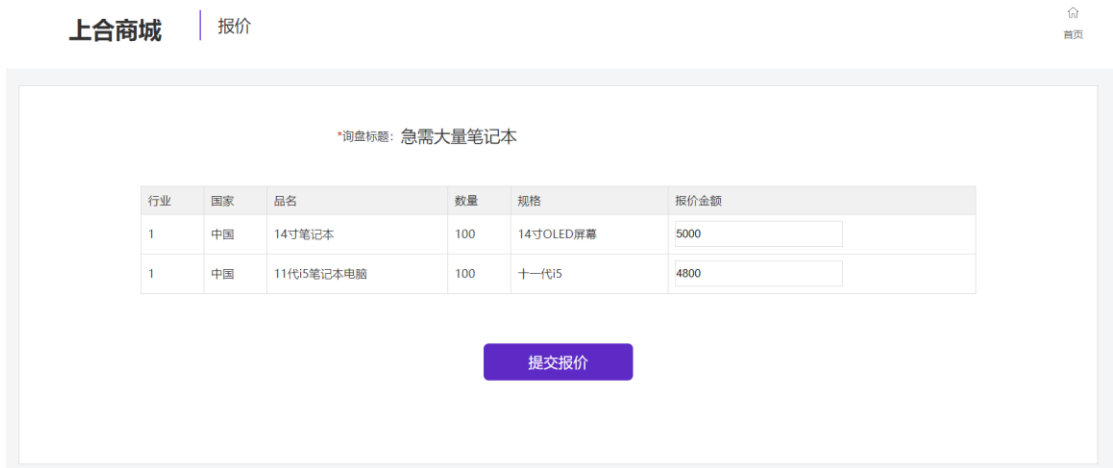 上合商城 报价
首页
*询盘标题: 急需大量笔记本
行业 国家 品名 数量 规格 报价金额
1 中国 14寸笔记本 100 14寸OLED屏幕 5000
1 中国 11代i5笔记本电脑 100 十一代i5 4800
提交报价